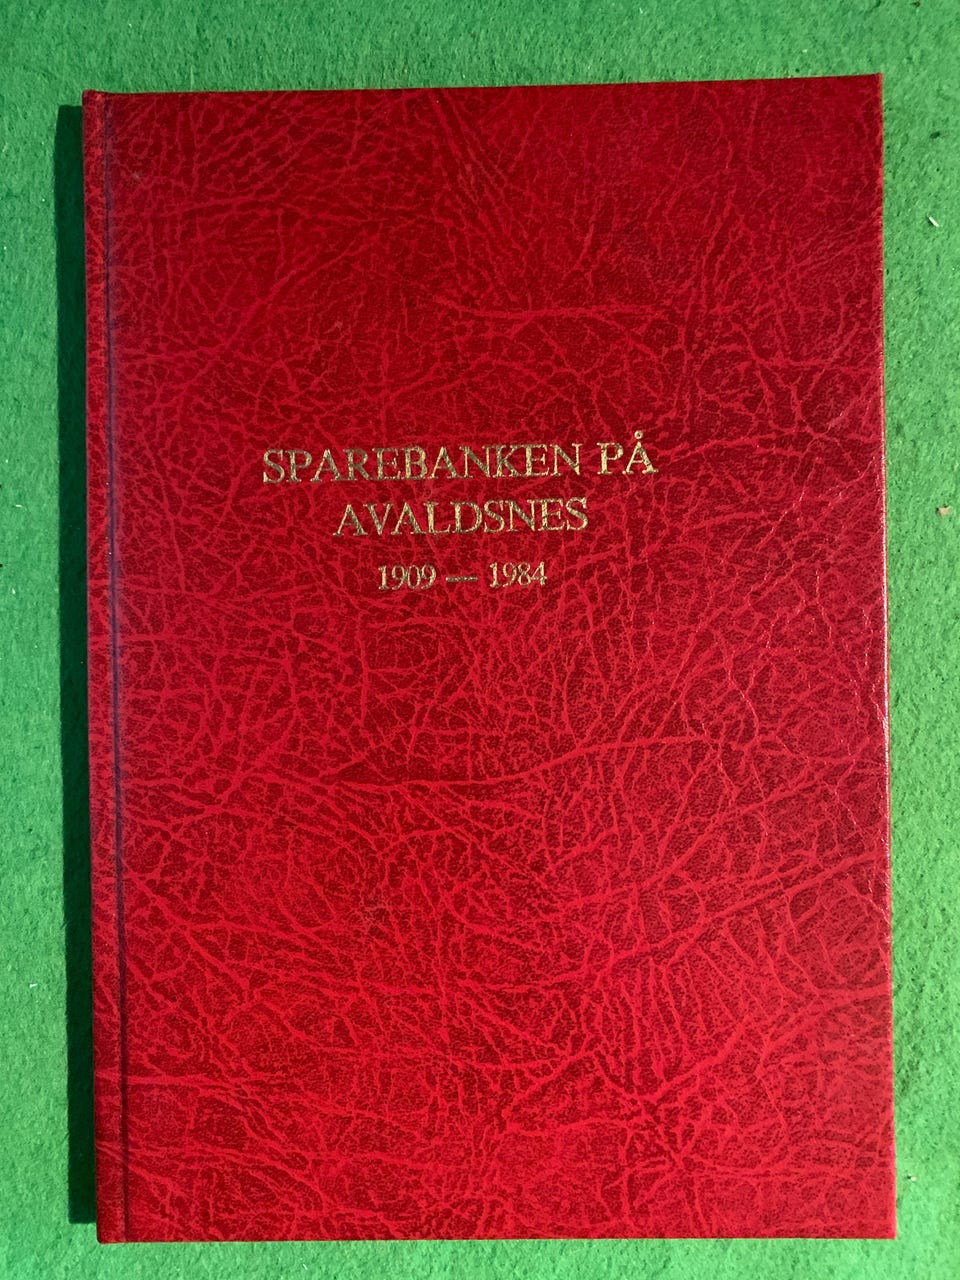 SPAREBANKEN PÅ
AVALDSNES
1909 — 1984